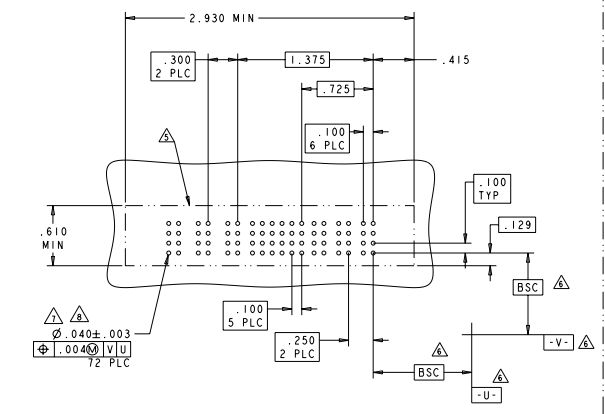 2.930 MIN
.300
2 PLC
1.375
.415
.725
.100
6 PLC
5
.100
TYP
.610
MIN
.129
BSC
6
7
8
Ø.040±.003
⌖ .004Ⓜ V U
72 PLC
.100
5 PLC
.250
2 PLC
6
BSC
-V-
6
6
-U-